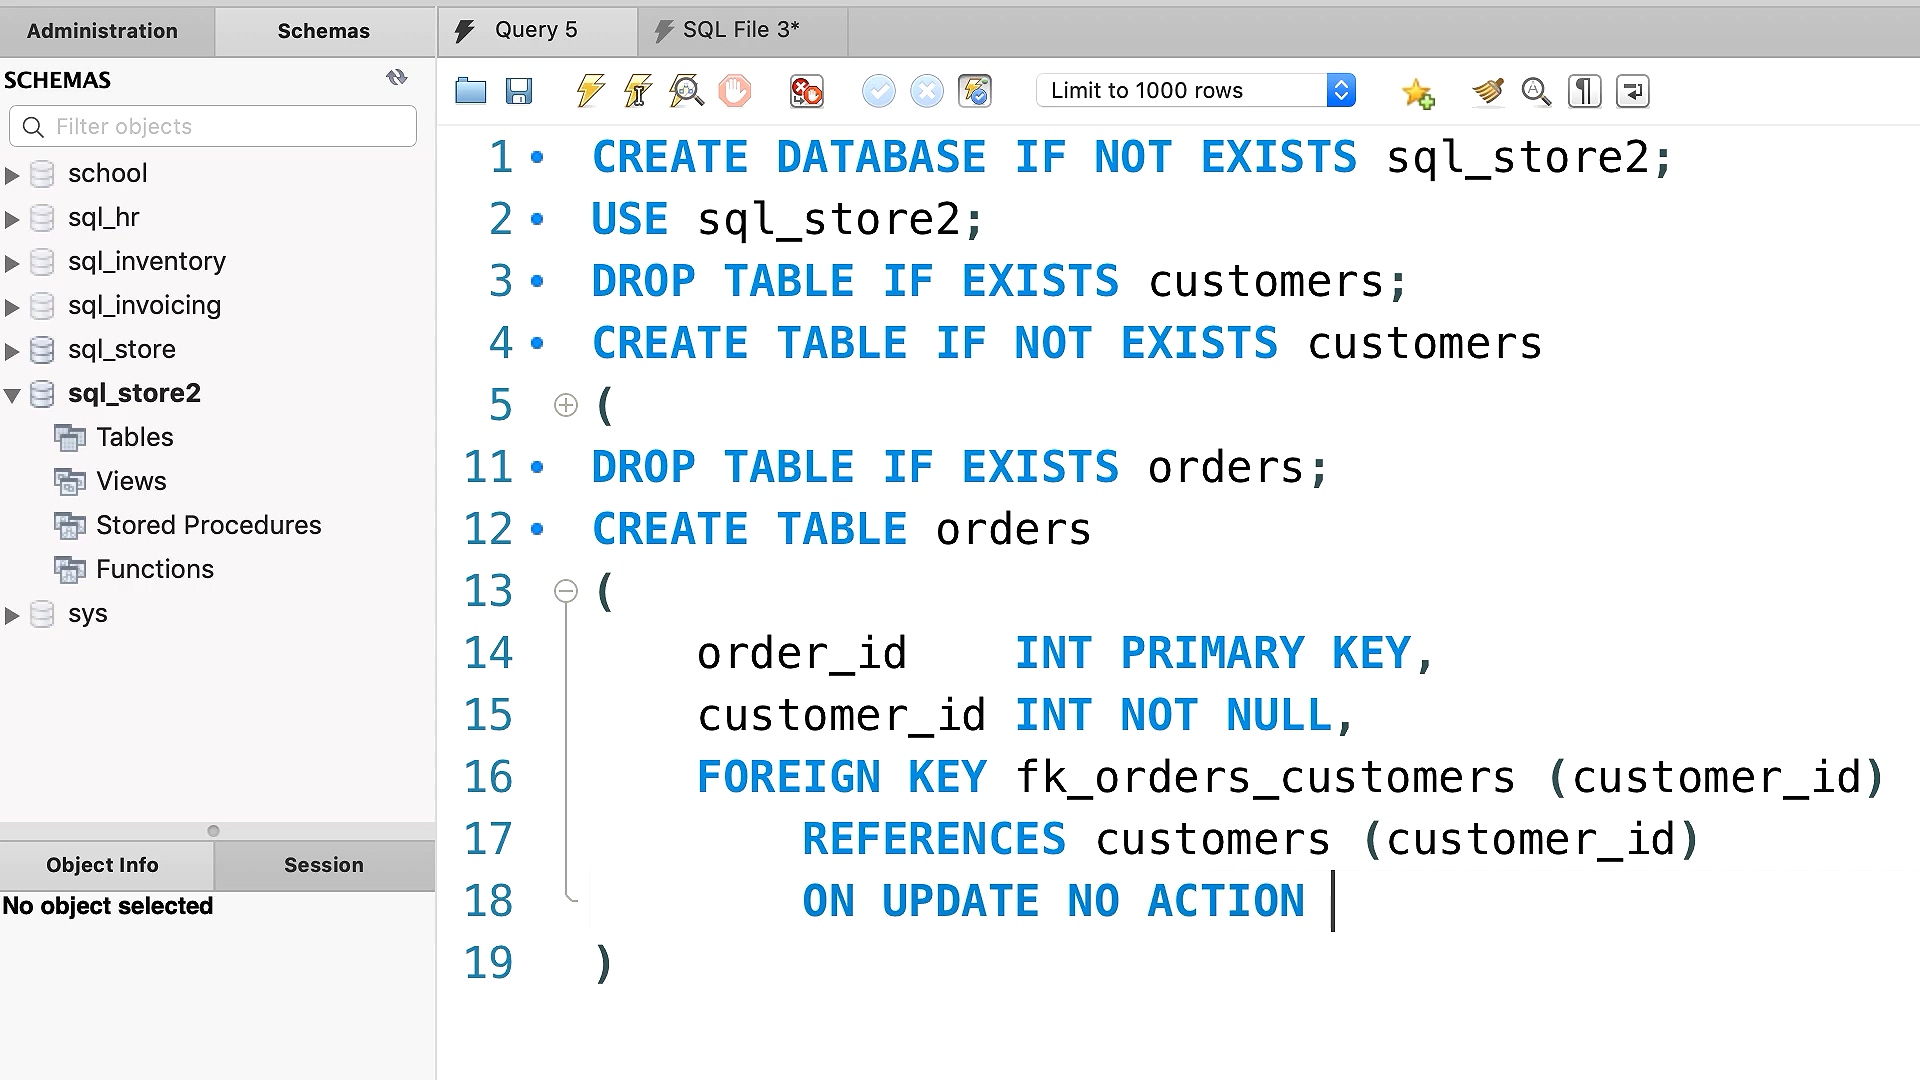 Administration
Schemas
Query 5
SQL File 3*
SCHEMAS
Filter objects
Limit to 1000 rows
school
sql_hr
sql_inventory
sql_invoicing
sql_store
sql_store2
Tables
Views
Stored Procedures
Functions
sys
Object Info
Session
No object selected
1 CREATE DATABASE IF NOT EXISTS sql_store2;
2 USE sql_store2;
3 DROP TABLE IF EXISTS customers;
4 CREATE TABLE IF NOT EXISTS customers
5 (
11 DROP TABLE IF EXISTS orders;
12 CREATE TABLE orders
13 (
14 order_id INT PRIMARY KEY,
15 customer_id INT NOT NULL,
16 FOREIGN KEY fk_orders_customers (customer_id)
17 REFERENCES customers (customer_id)
18 ON UPDATE NO ACTION
19 )